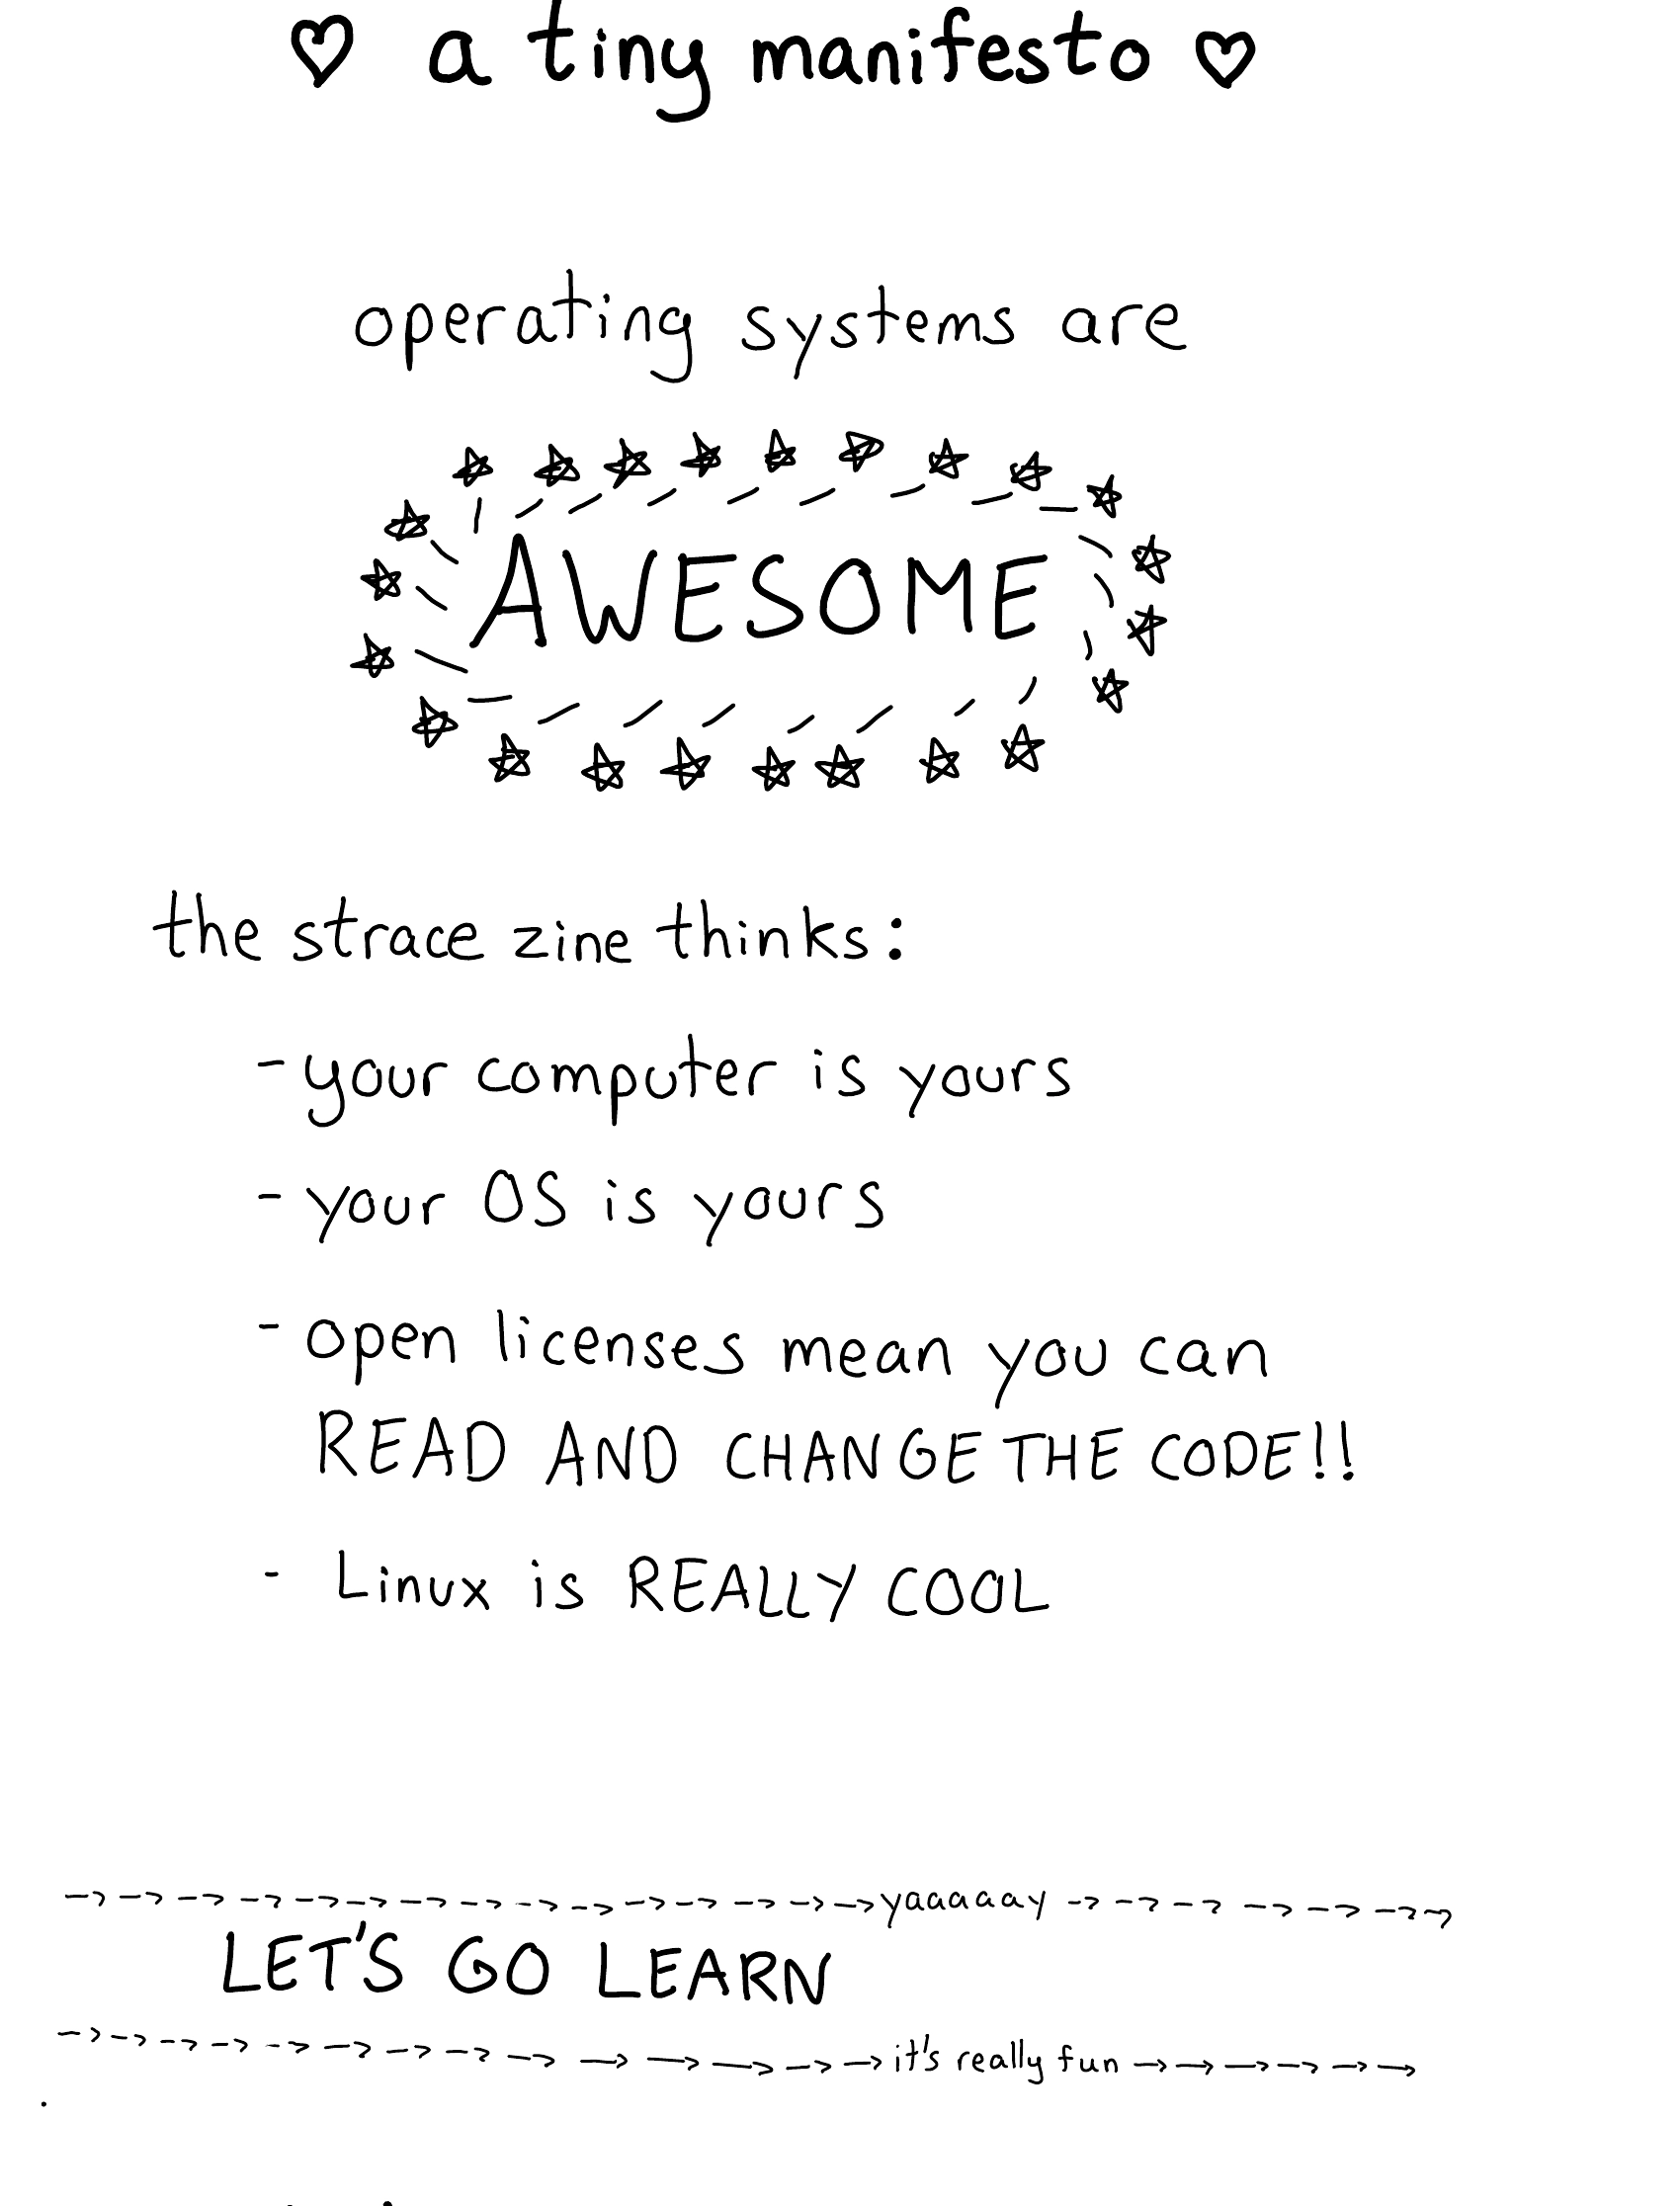 ♡ a tiny manifesto ♡
operating systems are
AWESOME
the strace zine thinks:
- your computer is yours
- your OS is yours
- open licenses mean you can
READ AND CHANGE THE CODE!!
- Linux is REALLY COOL
yaaaaay
LET'S GO LEARN
it's really fun